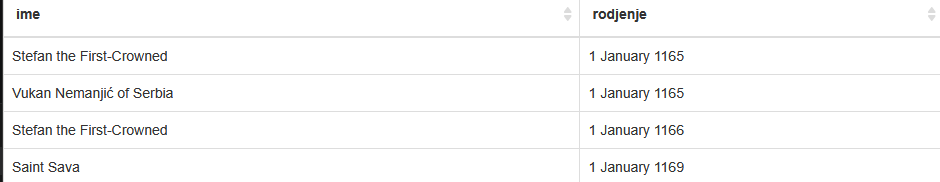 ime rodjenje
Stefan the First-Crowned 1 January 1165
Vukan Nemanjić of Serbia 1 January 1165
Stefan the First-Crowned 1 January 1166
Saint Sava 1 January 1169